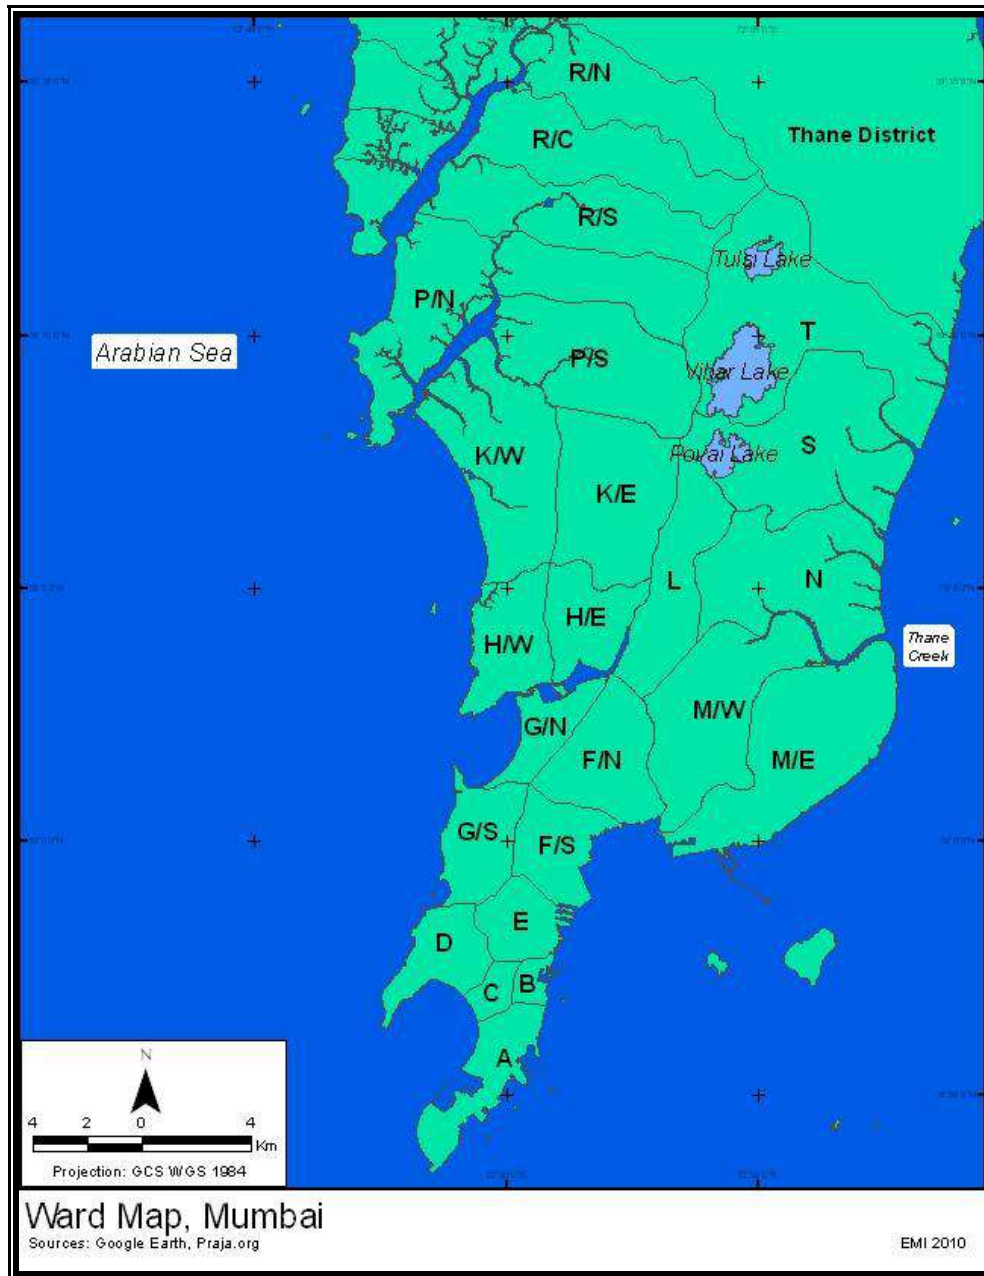 R/N
Thane District
R/C
R/S
Tulsi Lake
P/N
Arabian Sea
T
P/S
Vihar Lake
K/W
Povai Lake
S
K/E
L
N
H/E
H/W
Thane
Creek
M/W
G/N
F/N
M/E
G/S
F/S
E
D
C
B
A
N
4 2 0 4
Km
Projection: GCS WGS 1984
Ward Map, Mumbai
Sources: Google Earth, Praja.org
EMI 2010